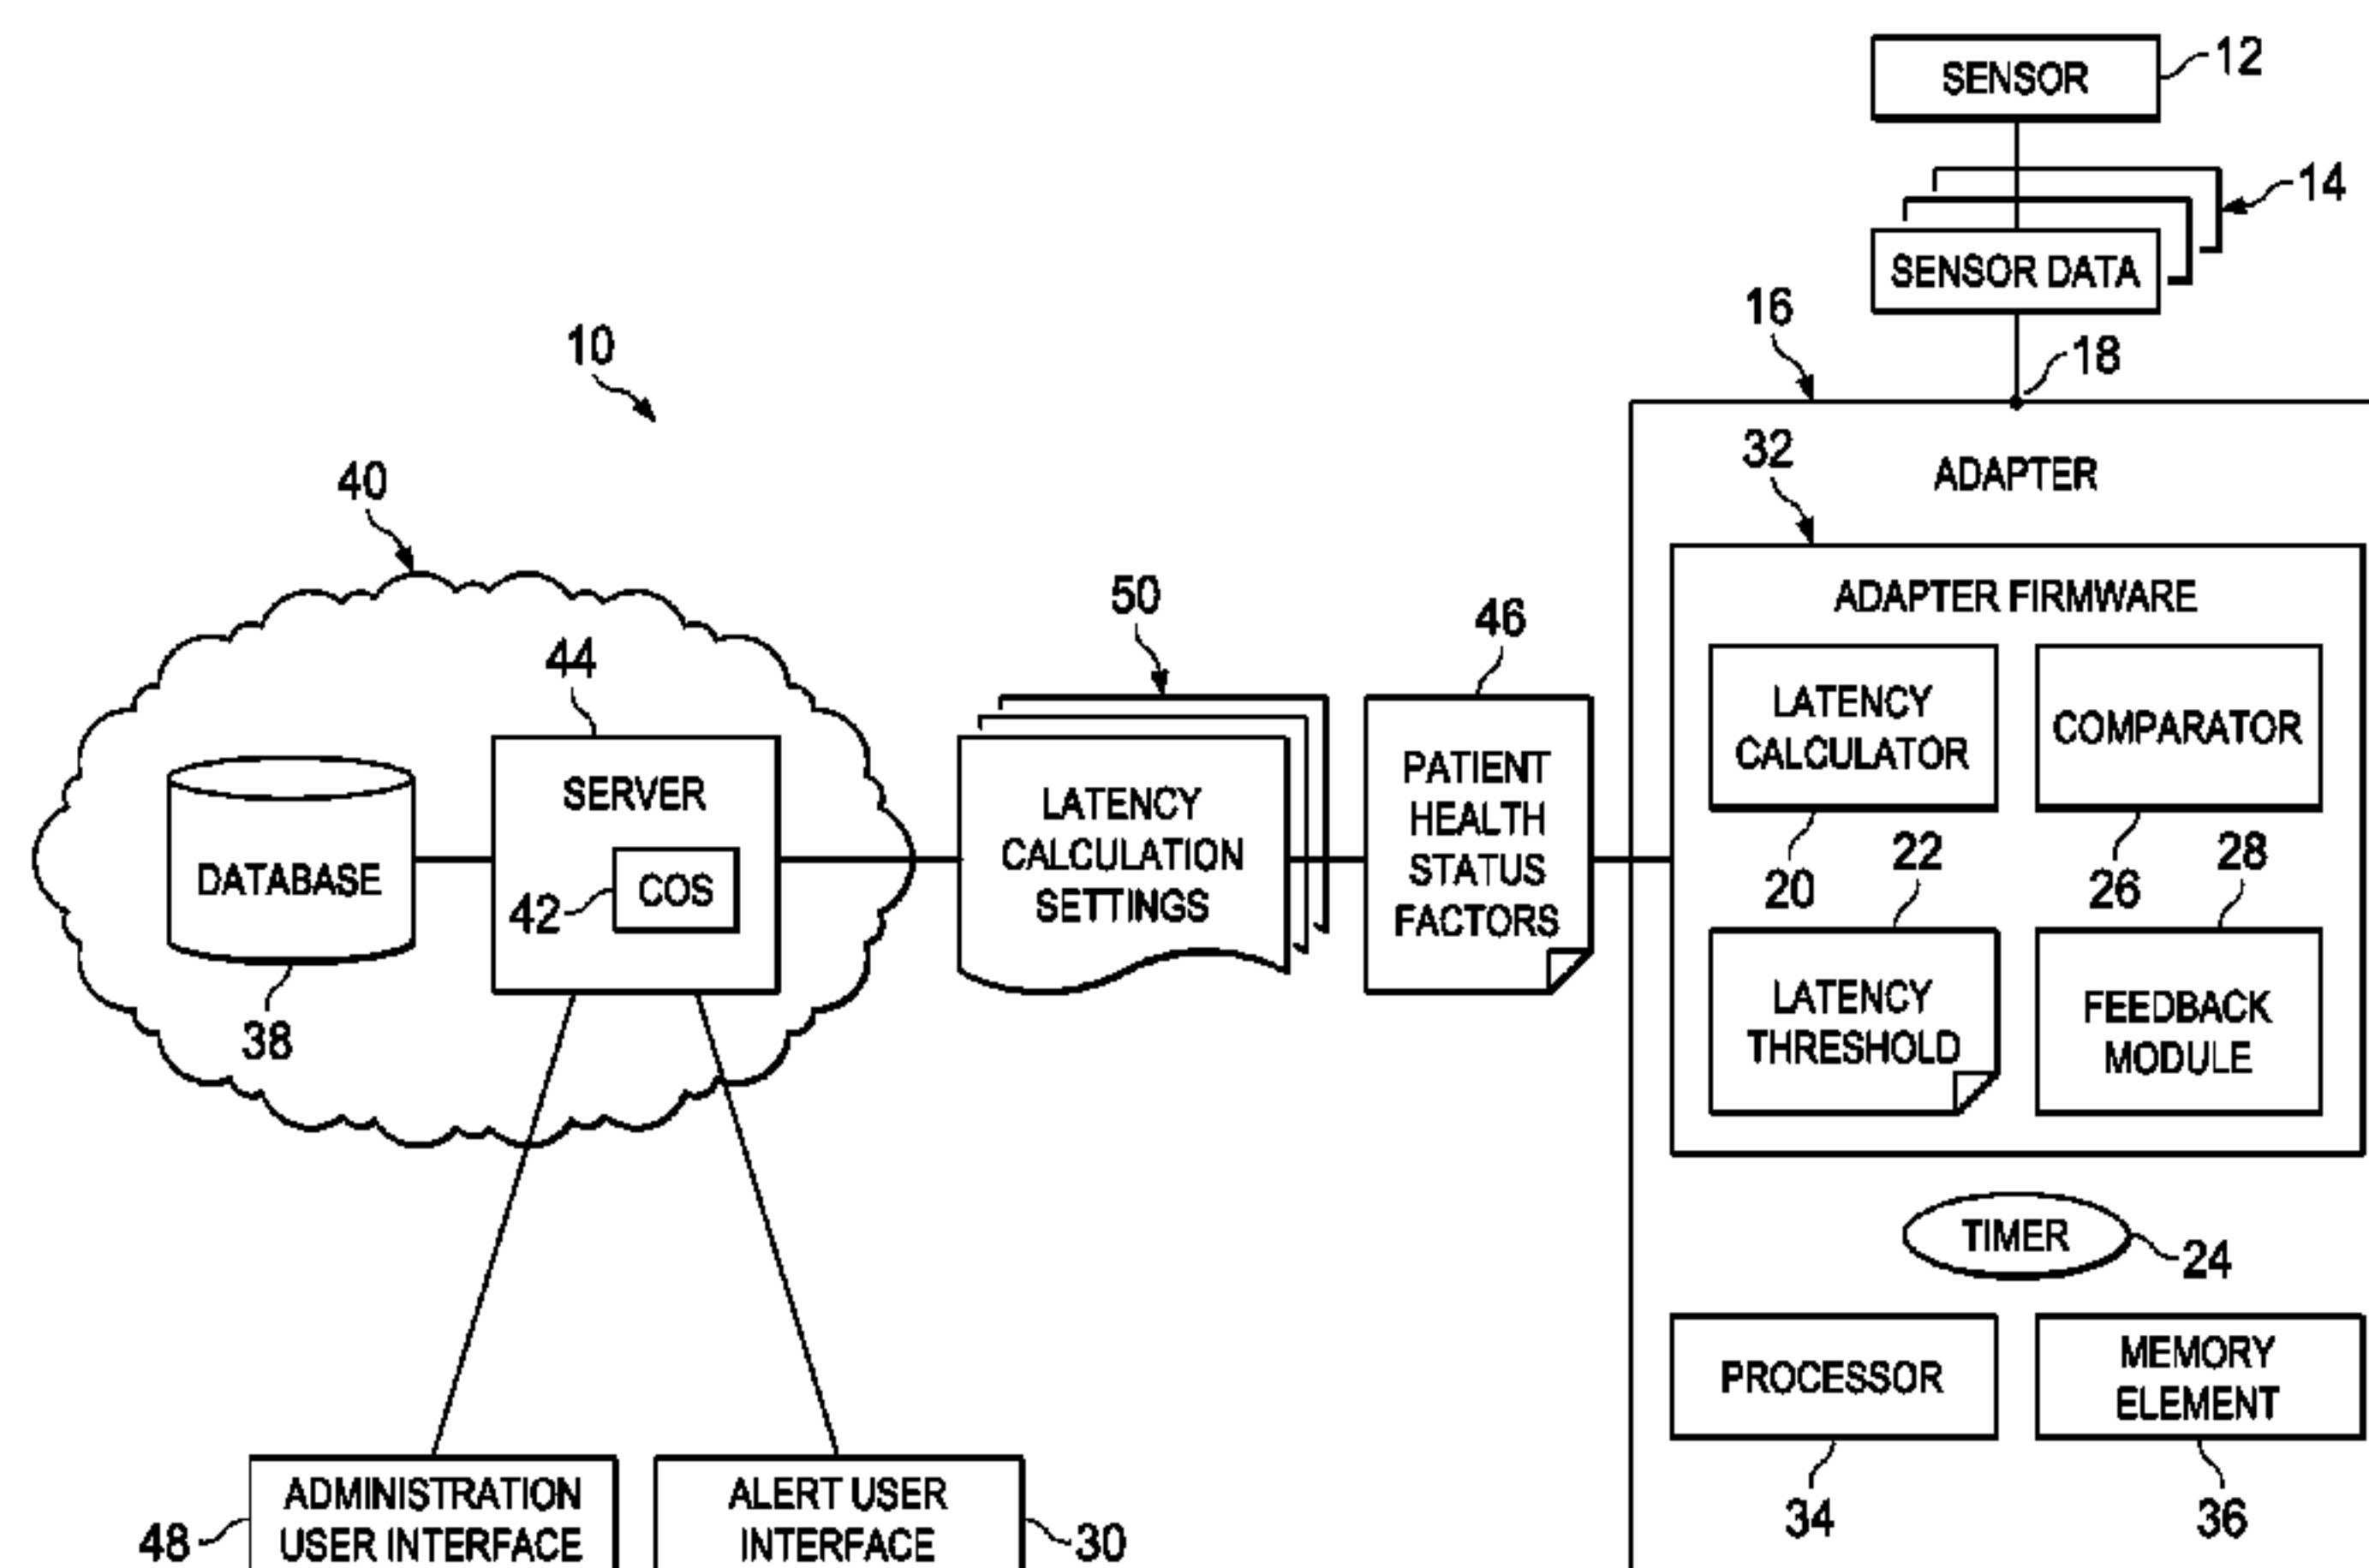 SENSOR
12
14
SENSOR DATA
16
18
10
32
ADAPTER
40
ADAPTER FIRMWARE
50
46
44
LATENCY
CALCULATOR
COMPARATOR
SERVER
PATIENT
HEALTH
STATUS
FACTORS
LATENCY
CALCULATION
SETTINGS
DATABASE
42
COS
20
22
26
28
38
LATENCY
THRESHOLD
FEEDBACK
MODULE
TIMER
24
PROCESSOR
MEMORY
ELEMENT
34
36
48
ADMINISTRATION
USER INTERFACE
ALERT USER
INTERFACE
30